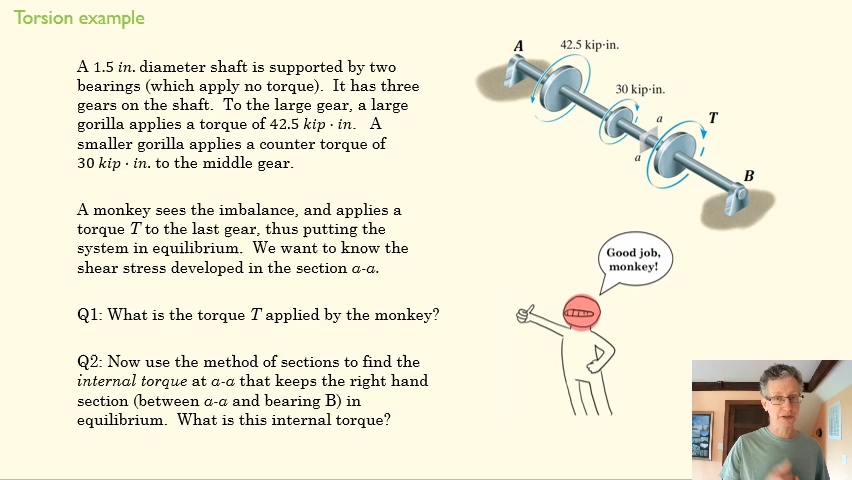 Torsion example
A 1.5 in. diameter shaft is supported by two
bearings (which apply no torque). It has three
gears on the shaft. To the large gear, a large
gorilla applies a torque of 42.5 kip · in. A
smaller gorilla applies a counter torque of
30 kip · in. to the middle gear.
A monkey sees the imbalance, and applies a
torque T to the last gear, thus putting the
system in equilibrium. We want to know the
shear stress developed in the section a-a.
Q1: What is the torque T applied by the monkey?
Q2: Now use the method of sections to find the
internal torque at a-a that keeps the right hand
section (between a-a and bearing B) in
equilibrium. What is this internal torque?
A
42.5 kip·in.
30 kip·in.
a
T
a
B
Good job,
monkey!